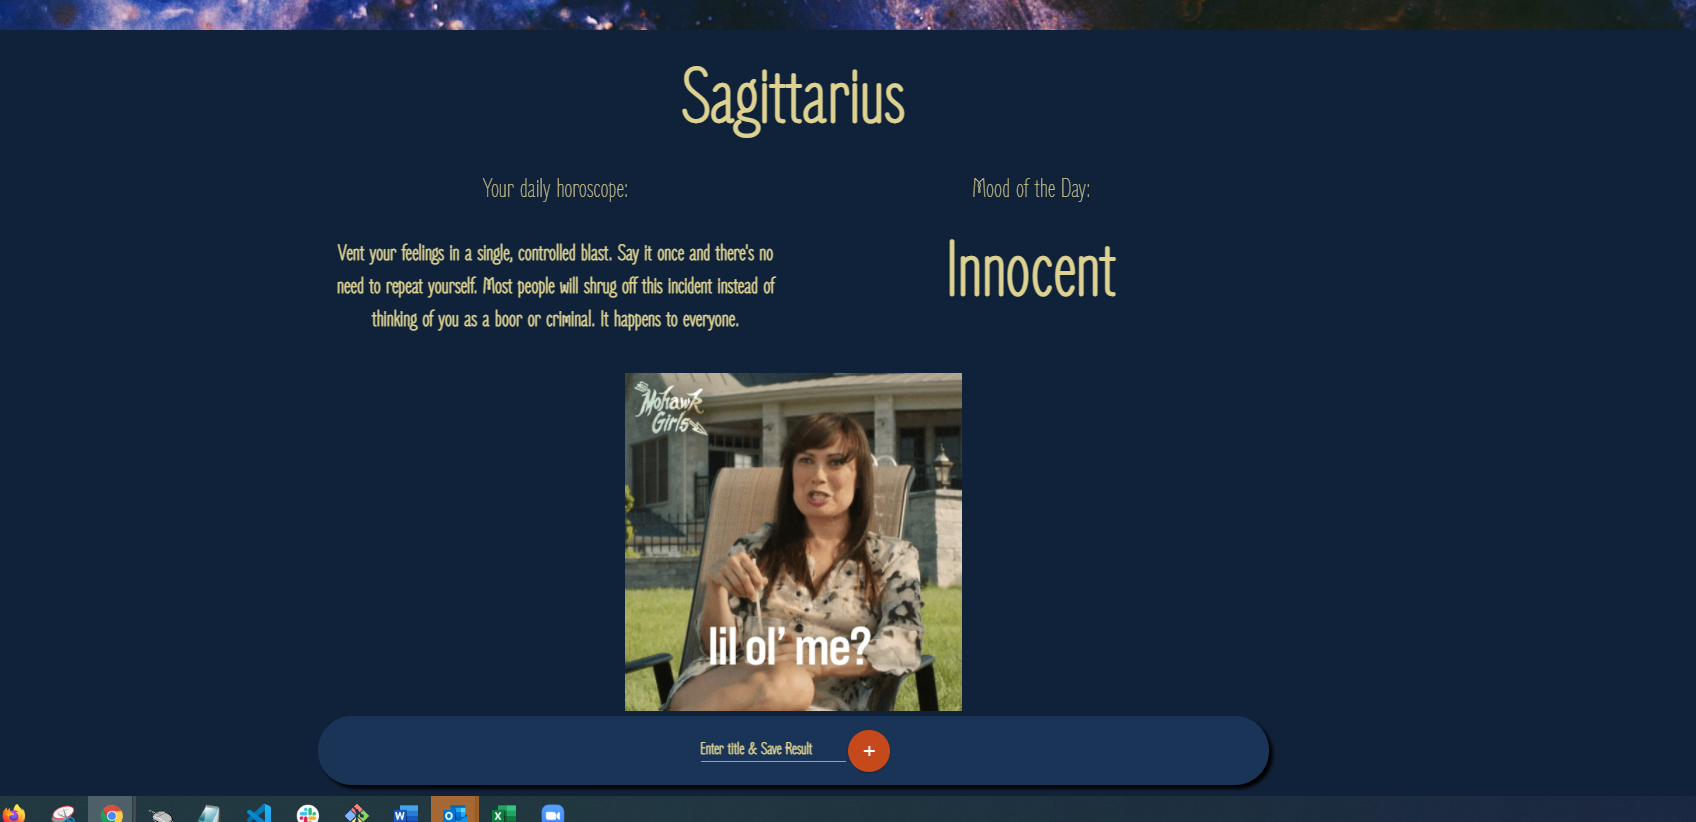 Sagittarius
Your daily horoscope:
Vent your feelings in a single, controlled blast. Say it once and there's no
need to repeat yourself. Most people will shrug off this incident instead of
thinking of you as a boor or criminal. It happens to everyone.
Mood of the Day:
Innocent
Mohawk
Girls
lil ol' me?
Enter title & Save Result
+